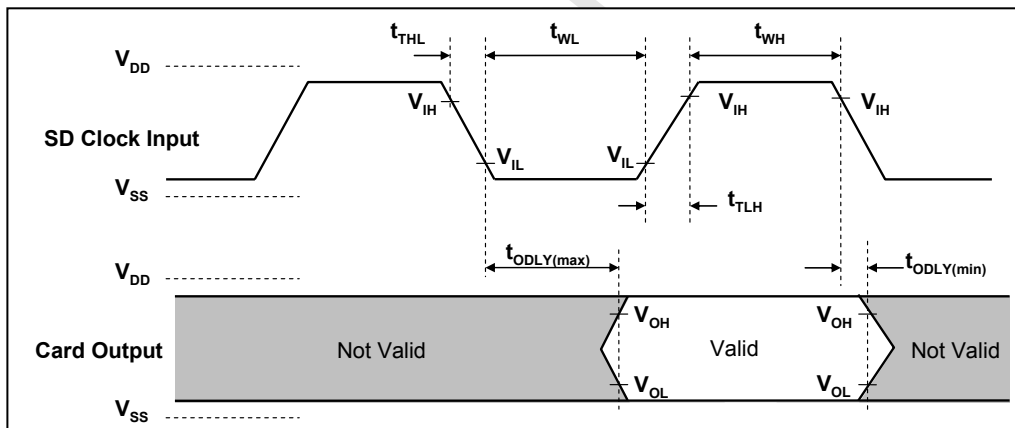 t_THL t_WL t_WH
V_DD
V_IH V_IH V_IH
SD Clock Input
V_IL V_IL
V_SS
t_TLH
t_ODLY(max) t_ODLY(min)
V_DD
V_OH V_OH
Card Output Not Valid Valid Not Valid
V_OL V_OL
V_SS